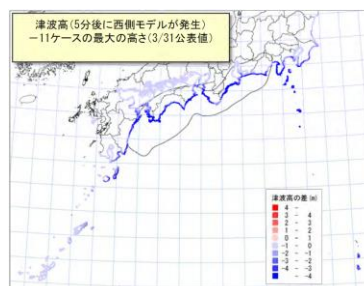 津波高(5分後に西側モデルが発生)
−11ケースの最大の高さ(3/31公表値)
津波高の差(m)
4 -
3 - 4
2 - 3
1 - 2
0 - 1
-1 - 0
-2 - -1
-3 - -2
-4 - -3
- -4